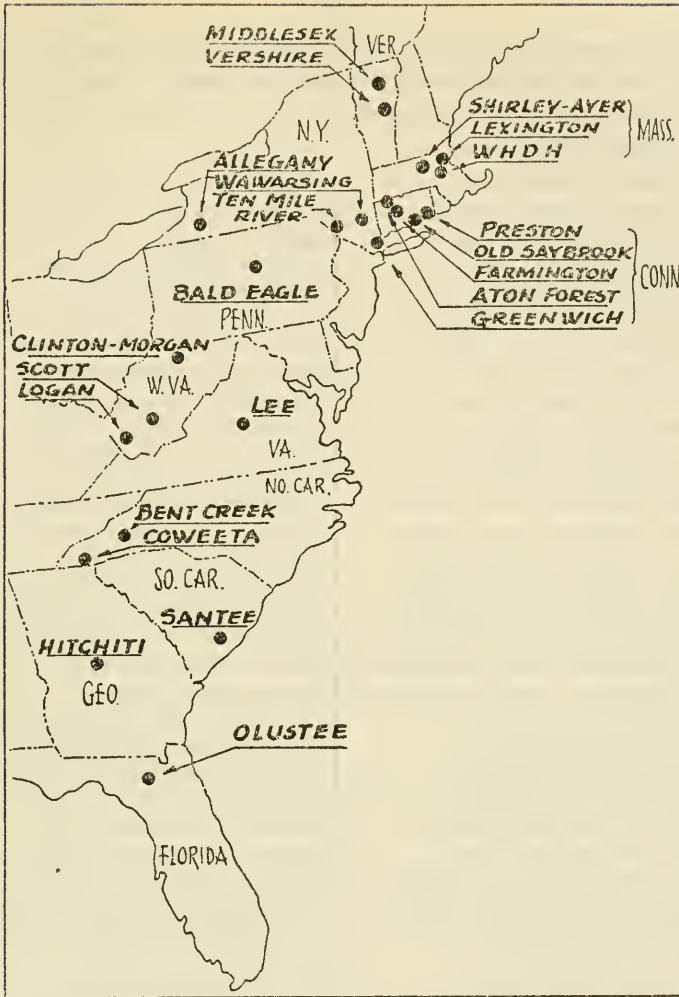 MIDDLESEX
VERSHIRE
VER
N.Y.
SHIRLEY-AYER
LEXINGTON
WHDH
MASS.
ALLEGANY
WAWARSING
TEN MILE
RIVER
PRESTON
OLD SAYBROOK
FARMINGTON
ATON FOREST
GREENWICH
CONN
BALD EAGLE
PENN.
CLINTON-MORGAN
SCOTT
LOGAN
W.VA.
LEE
VA.
NO. CAR.
BENT CREEK
COWEETA
SO. CAR.
SANTEE
HITCHITI
GEO.
OLUSTEE
FLORIDA